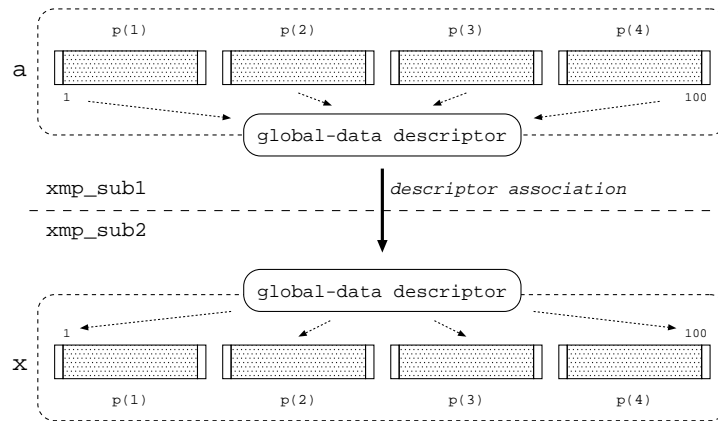 p(1) p(2) p(3) p(4)
a
1 100
global-data descriptor
xmp_sub1 descriptor association
xmp_sub2
global-data descriptor
1 100
x
p(1) p(2) p(3) p(4)